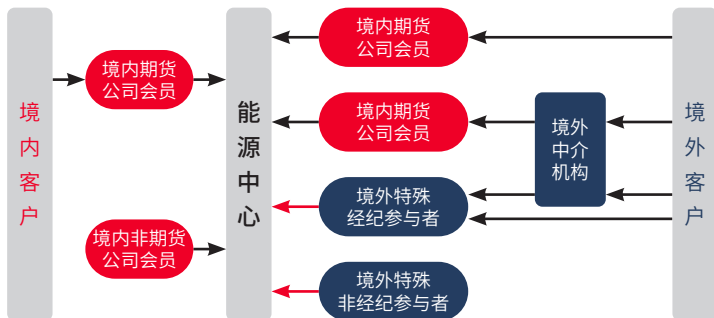 境内客户
境内期货
公司会员
境内非期货
公司会员
能源中心
境内期货
公司会员
境内期货
公司会员
境外特殊
经纪参与者
境外特殊
非经纪参与者
境外
中介
机构
境外客户